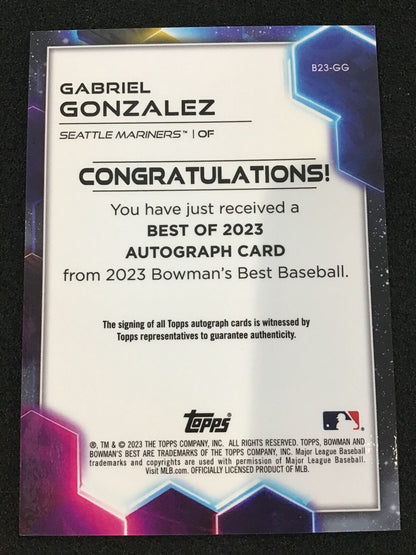 B23-GG
GABRIEL
GONZALEZ
SEATTLE MARINERS™ | OF
CONGRATULATIONS!
You have just received a
BEST OF 2023
AUTOGRAPH CARD
from 2023 Bowman's Best Baseball.
The signing of all Topps autograph cards is witnessed by
Topps representatives to guarantee authenticity.
topps
®, TM & © 2023 THE TOPPS COMPANY, INC. ALL RIGHTS RESERVED. TOPPS, BOWMAN AND
BOWMAN'S BEST ARE TRADEMARKS OF THE TOPPS COMPANY, INC. Major League Baseball
trademarks and copyrights are used with permission of Major League Baseball.
Visit MLB.com. OFFICIALLY LICENSED PRODUCT OF MLB.